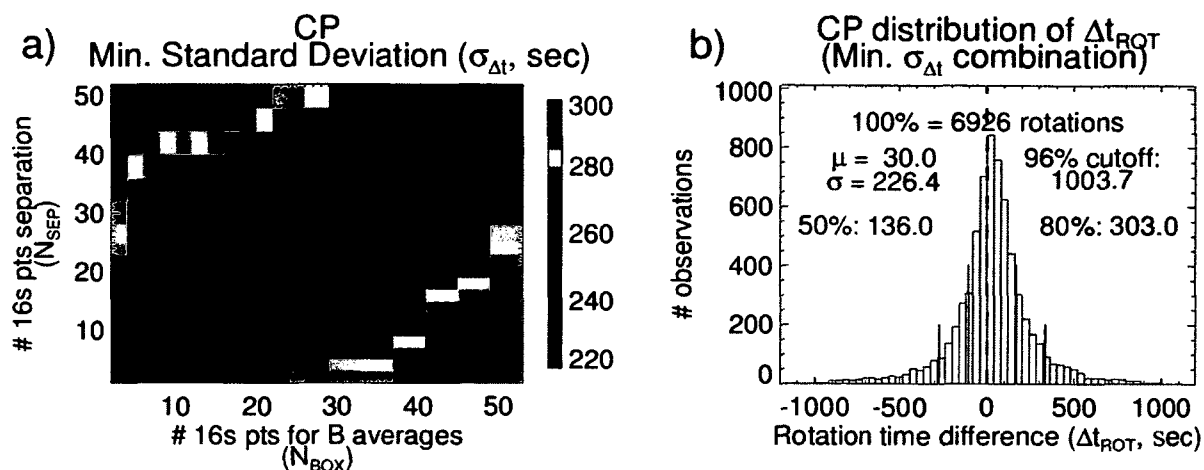 a)
CP
Min. Standard Deviation (σΔt, sec)
50
40
30
20
10
# 16s pts separation
(NSEP)
10 20 30 40 50
# 16s pts for B averages
(NBOX)
300
280
260
240
220
b)
CP distribution of ΔtROT
(Min. σΔt combination)
1000
800
600
400
200
0
# observations
100% = 6926 rotations
μ = 30.0
σ = 226.4
96% cutoff:
1003.7
50%: 136.0
80%: 303.0
-1000 -500 0 500 1000
Rotation time difference (ΔtROT, sec)